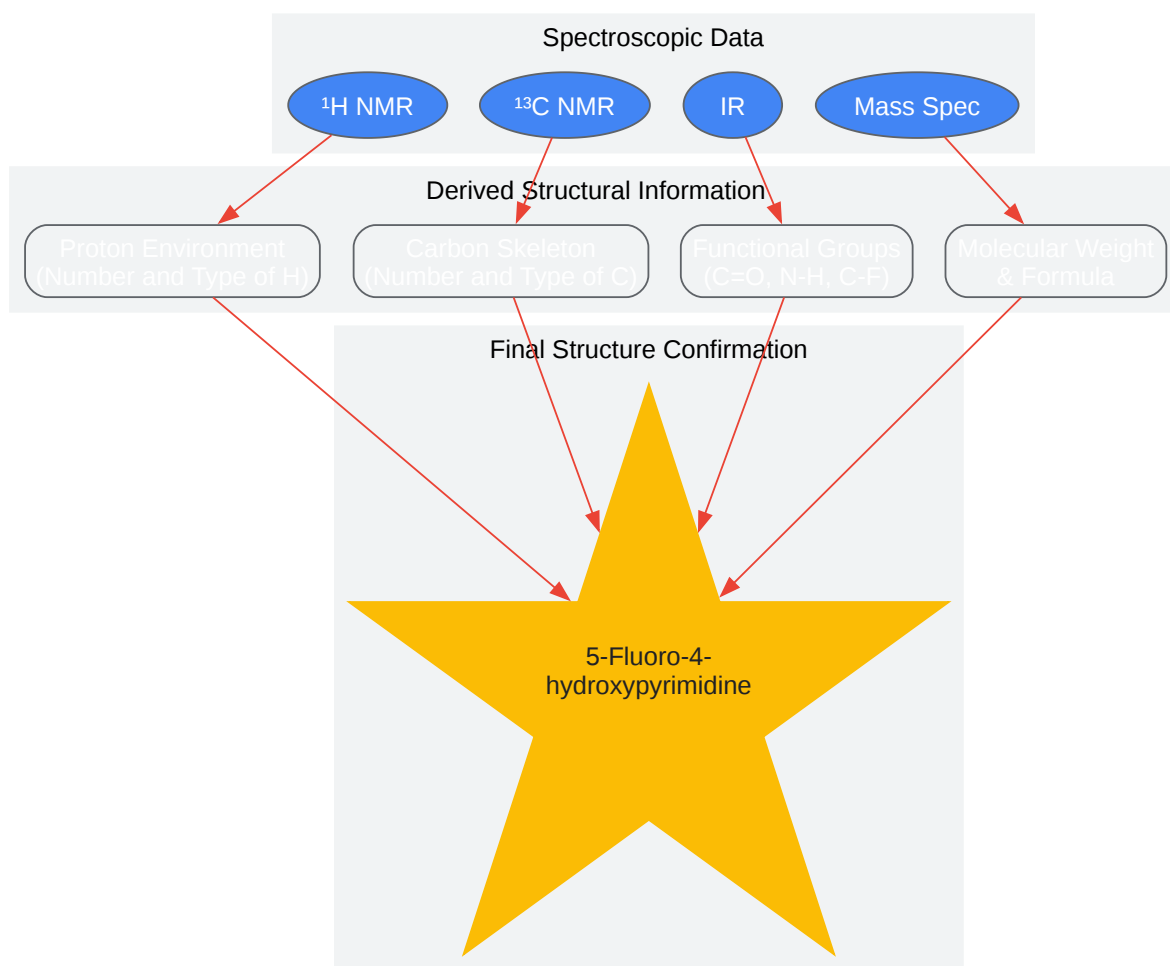 Spectroscopic Data
¹H NMR
¹³C NMR
IR
Mass Spec
Derived Structural Information
Proton Environment
(Number and Type of H)
Carbon Skeleton
(Number and Type of C)
Functional Groups
(C=O, N-H, C-F)
Molecular Weight
& Formula
Final Structure Confirmation
5-Fluoro-4-
hydroxypyrimidine